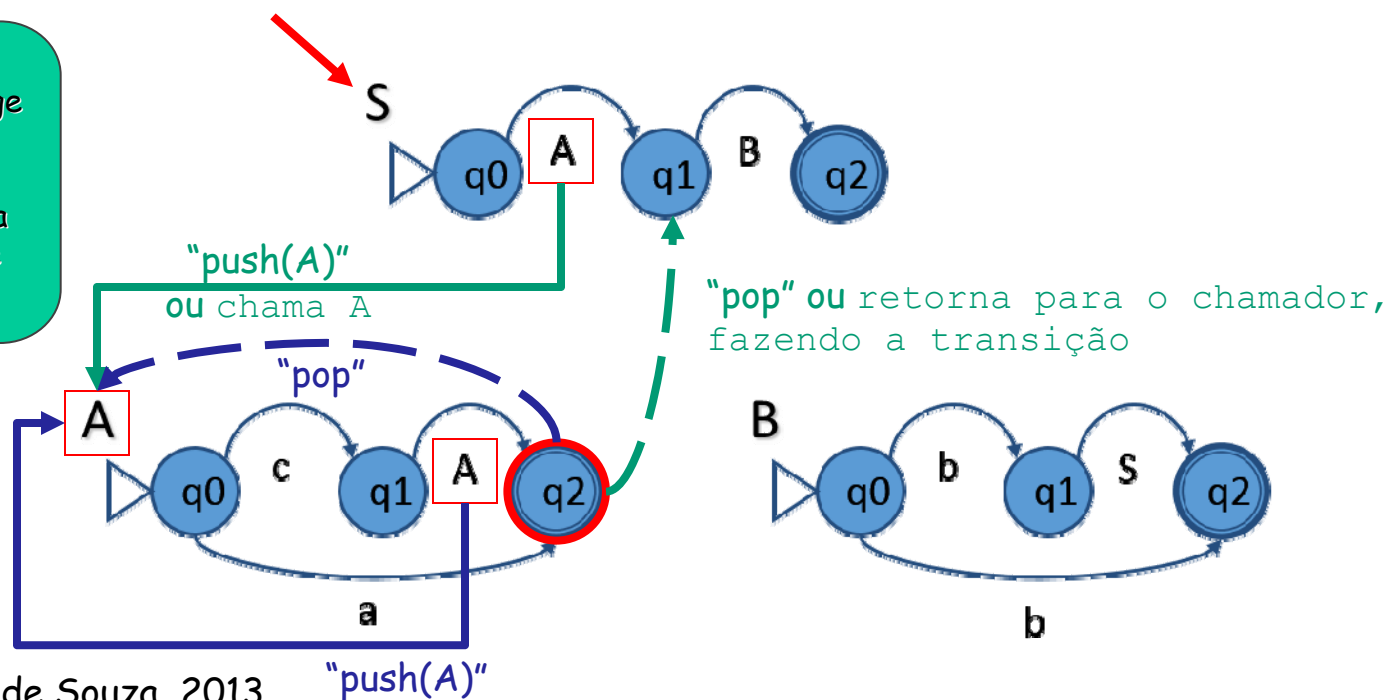 ge
a
S
q0 A q1 B q2
“push(A)”
ou chama A
“pop” ou retorna para o chamador,
fazendo a transição
“pop”
A
q0 c q1 A q2
a
“push(A)”
B
q0 b q1 S q2
b
de Souza 2013